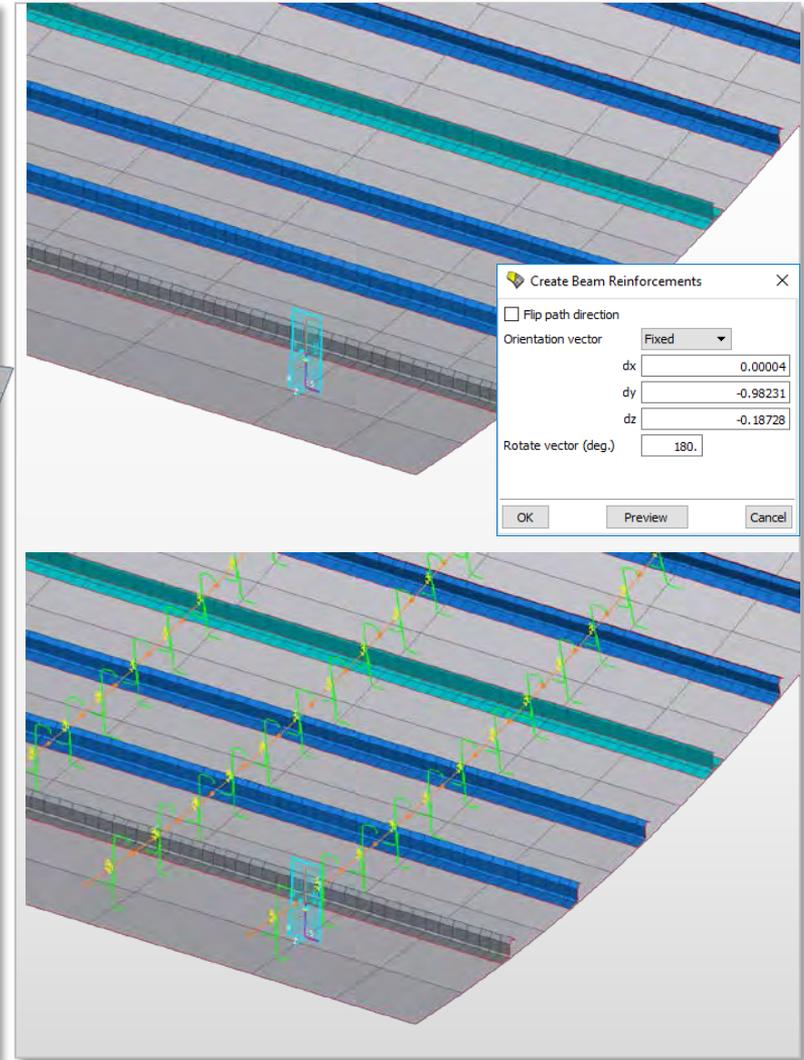 Create Beam Reinforcements
Flip path direction
Orientation vector Fixed
dx 0.00004
dy -0.98231
dz -0.18728
Rotate vector (deg.) 180.
OK Preview Cancel